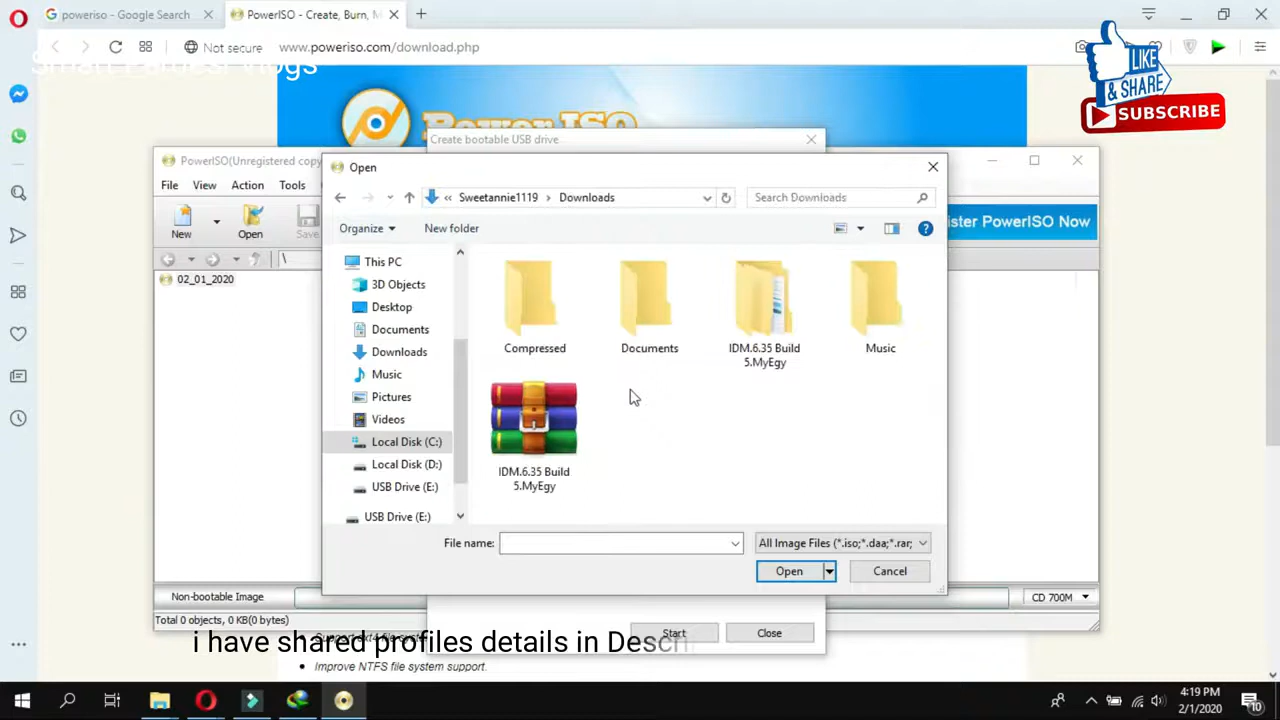 poweriso - Google Search
PowerISO - Create, Burn, M
Not secure
www.poweriso.com/download.php
LIKE
& SHARE
SUBSCRIBE
Power ISO
Create bootable USB drive
PowerISO(Unregistered copy
File View Action Tools
New
Open
Save
ister PowerISO Now
\
02_01_2020
Open
Sweetannie1119 > Downloads
Search Downloads
Organize
New folder
This PC
3D Objects
Desktop
Documents
Downloads
Music
Pictures
Videos
Local Disk (C:)
Local Disk (D:)
USB Drive (E:)
USB Drive (E:)
Compressed
Documents
IDM.6.35 Build
5.MyEgy
Music
IDM.6.35 Build
5.MyEgy
File name:
All Image Files (*.iso;*.daa;*.rar;
Open
Cancel
Non-bootable Image
CD 700M
Total 0 objects, 0 KB(0 bytes)
Start
Close
i have shared profiles details in Desc
Improve NTFS file system support.
4:19 PM
2/1/2020
10